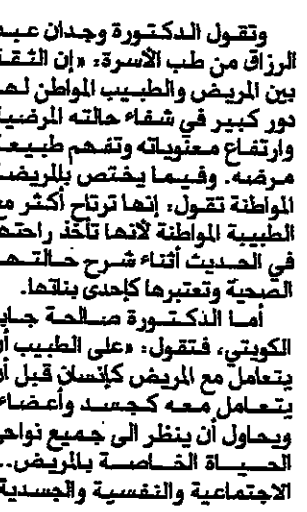 وتقول الدكتورة وجدان عبد
الرزاق من طب الأسرة: «إن الثقة
بين المريض والطبيب المواطن لها
دور كبير في شفاء حالته المرضية
وارتفاع معنوياته وتفهم طبيعة
مرضه. وفيما يختص بالمريضة
المواطنة تقول: إنها ترتاح أكثر مع
الطبيبة المواطنة لأنها تأخذ راحتها
في الحديث أثناء شرح حالتها
الصحية وتعتبرها كإحدى بناتها.
أما الدكتورة صالحة جابر
الكويتي، فتقول: «على الطبيب أن
يتعامل مع المريض كإنسان قبل أن
يتعامل معه كجسد وأعضاء
ويحاول أن ينظر الى جميع نواحي
الحياة الخاصة بالمريض..
الاجتماعية والنفسية والجسدية